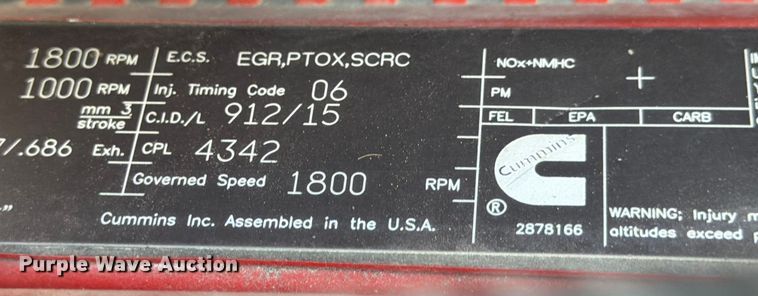 1800 RPM E.C.S. EGR,PTOX,SCRC NOx+NMHC
1000 RPM Inj. Timing Code 06 PM
mm 3
stroke C.I.D./L 912/15 FEL EPA CARB
/.686 Exh. CPL 4342 Cummins
Governed Speed 1800 RPM
Cummins Inc. Assembled in the U.S.A. ® 2878166
WARNING; Injury
altitudes exceed
Purple Wave Auction